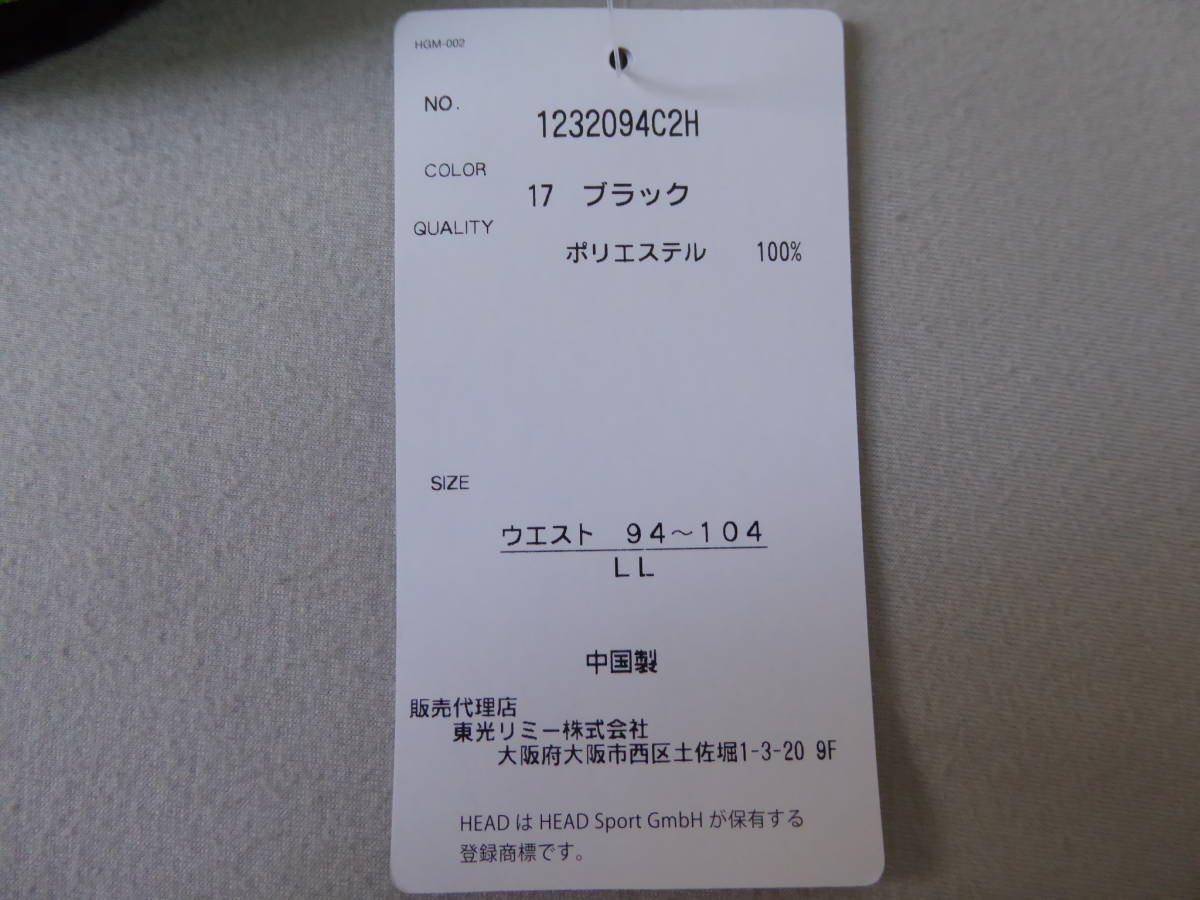 HGM-002
NO.
1232094C2H
COLOR
17 ブラック
QUALITY
ポリエステル 100%
SIZE
ウエスト 94～104
LL
中国製
販売代理店
東光リミー株式会社
大阪府大阪市西区土佐堀1-3-20 9F
HEAD は HEAD Sport GmbH が保有する
登録商標です。